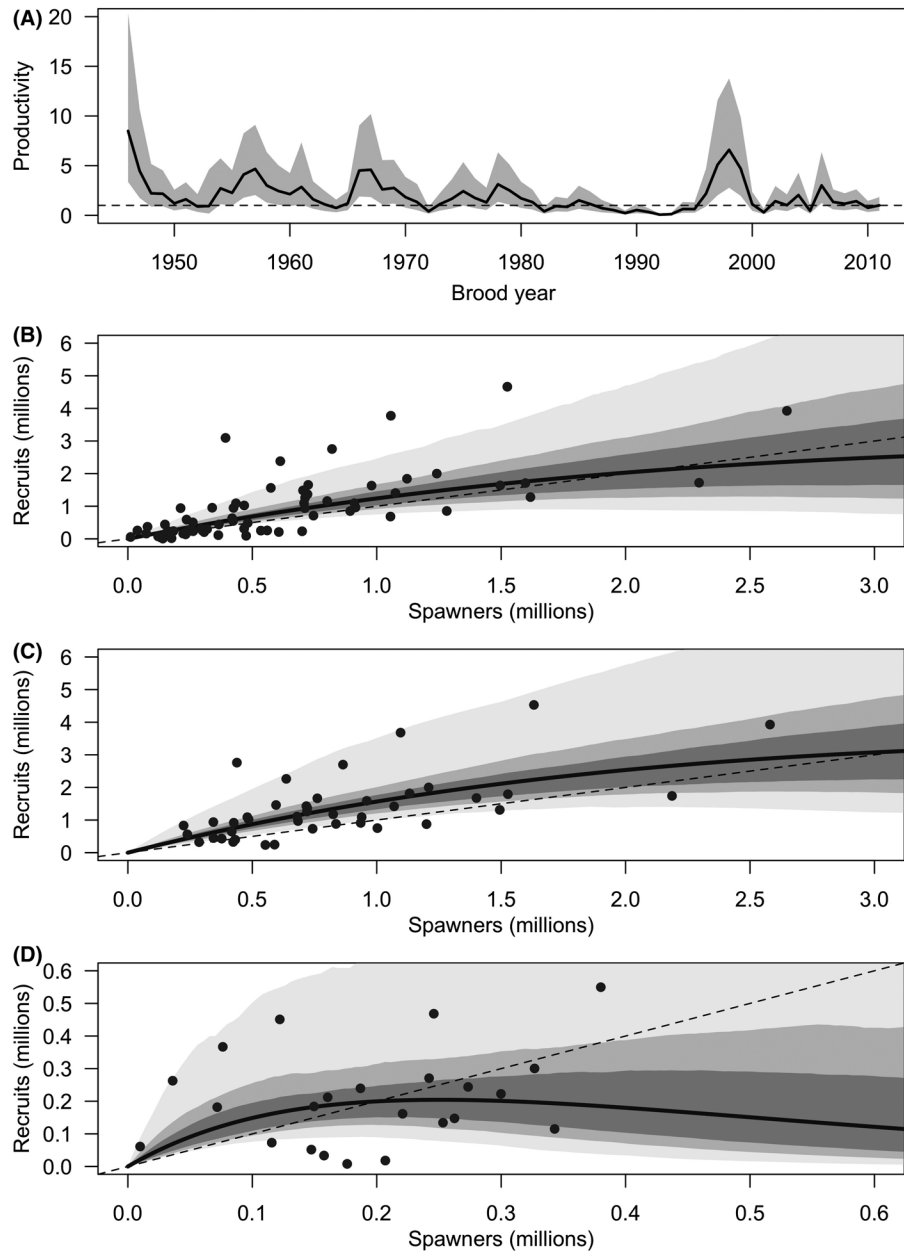 (A)
Productivity
20
15
10
5
0
1950 1960 1970 1980 1990 2000 2010
Brood year
(B)
Recruits (millions)
6
5
4
3
2
1
0
0.0 0.5 1.0 1.5 2.0 2.5 3.0
Spawners (millions)
(C)
Recruits (millions)
6
5
4
3
2
1
0
0.0 0.5 1.0 1.5 2.0 2.5 3.0
Spawners (millions)
(D)
Recruits (millions)
0.6
0.5
0.4
0.3
0.2
0.1
0.0
0.0 0.1 0.2 0.3 0.4 0.5 0.6
Spawners (millions)